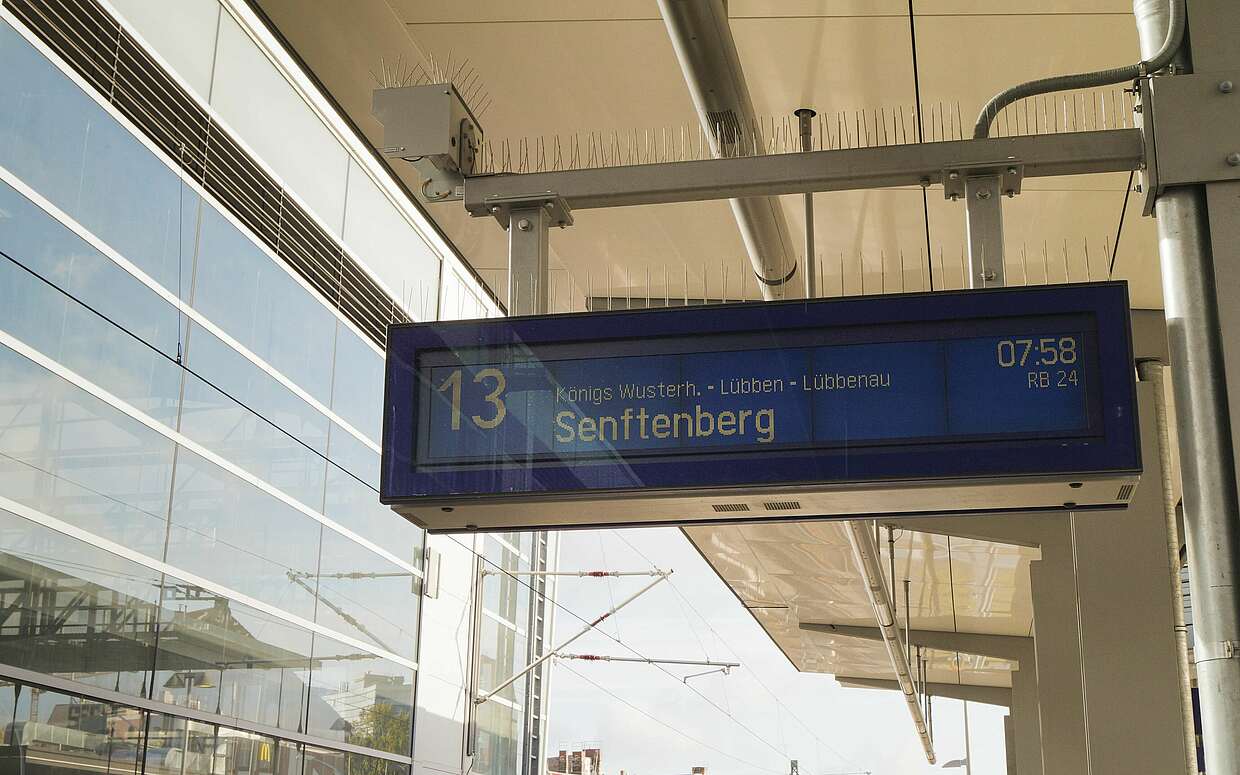 13
Königs Wusterh. - Lübben - Lübbenau
Senftenberg
07:58
RB 24